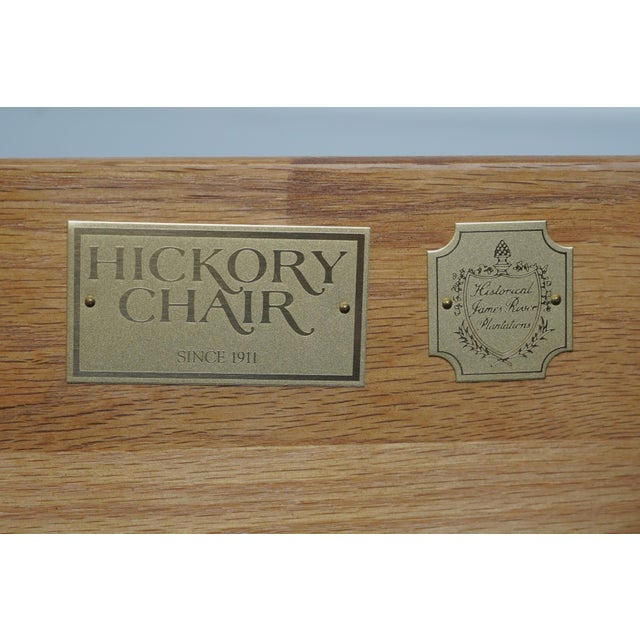 HICKORY
CHAIR
SINCE 1911
Historical
James River
Plantations